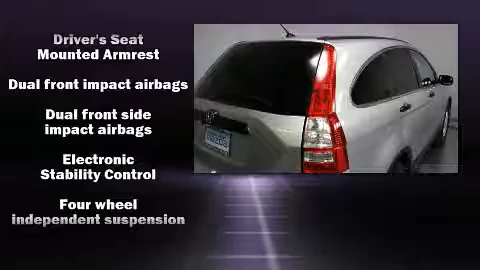 Driver's Seat
Mounted Armrest
Dual front impact airbags
Dual front side
impact airbags
Electronic
Stability Control
Four wheel
independent suspension